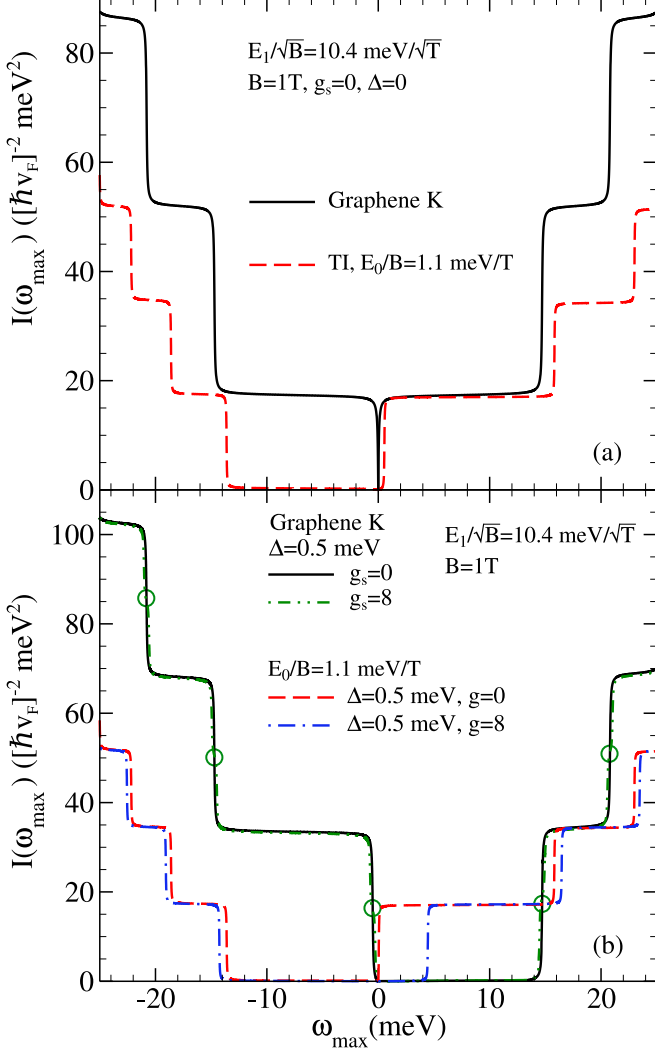 80
60
40
20
0
I(ω_max) ([ħv_F]^-2 meV^2)
E_1/√B=10.4 meV/√T
B=1T, g_s=0, Δ=0
Graphene K
TI, E_0/B=1.1 meV/T
(a)
100
80
60
40
20
0
I(ω_max) ([ħv_F]^-2 meV^2)
Graphene K
Δ=0.5 meV
g_s=0
g_s=8
E_1/√B=10.4 meV/√T
B=1T
E_0/B=1.1 meV/T
Δ=0.5 meV, g=0
Δ=0.5 meV, g=8
(b)
-20 -10 0 10 20
ω_max(meV)